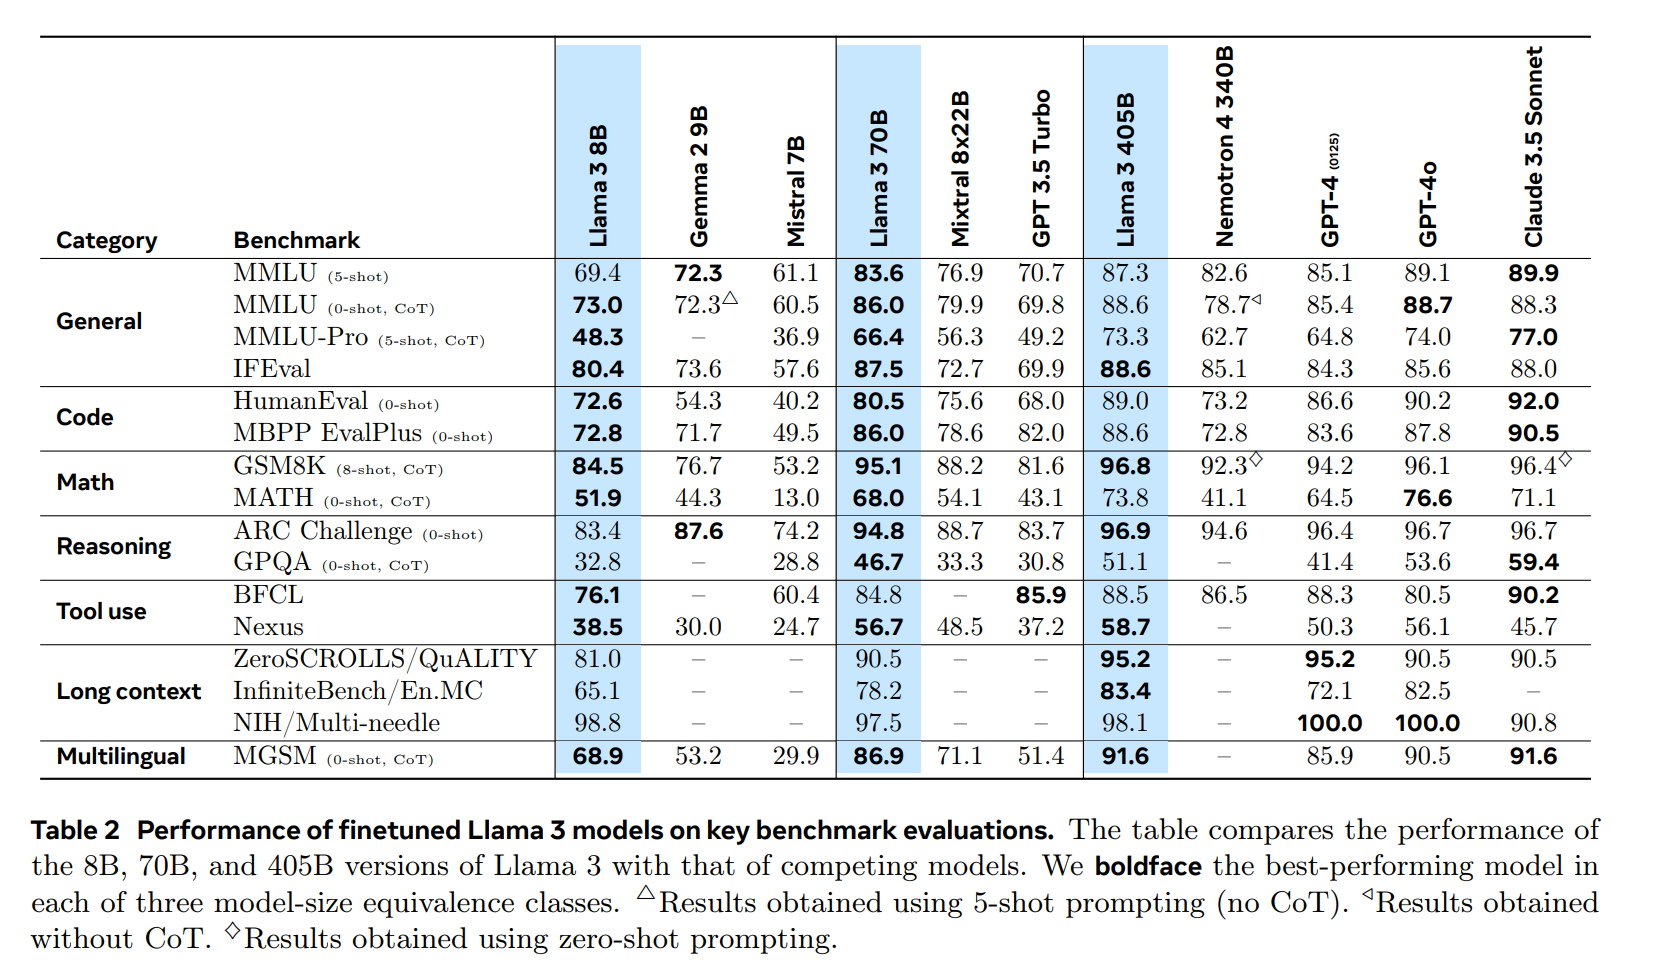 Category Benchmark Llama 3 8B Gemma 2 9B Mistral 7B Llama 3 70B Mixtral 8x22B GPT 3.5 Turbo Llama 3 405B Nemotron 4 340B GPT-4 (0125) GPT-4o Claude 3.5 Sonnet
General
MMLU (5-shot) 69.4 72.3 61.1 83.6 76.9 70.7 87.3 82.6 85.1 89.1 89.9
MMLU (0-shot, CoT) 73.0 72.3△ 60.5 86.0 79.9 69.8 88.6 78.7◁ 85.4 88.7 88.3
MMLU-Pro (5-shot, CoT) 48.3 – 36.9 66.4 56.3 49.2 73.3 62.7 64.8 74.0 77.0
IFEval 80.4 73.6 57.6 87.5 72.7 69.9 88.6 85.1 84.3 85.6 88.0
Code
HumanEval (0-shot) 72.6 54.3 40.2 80.5 75.6 68.0 89.0 73.2 86.6 90.2 92.0
MBPP EvalPlus (0-shot) 72.8 71.7 49.5 86.0 78.6 82.0 88.6 72.8 83.6 87.8 90.5
Math
GSM8K (8-shot, CoT) 84.5 76.7 53.2 95.1 88.2 81.6 96.8 92.3◇ 94.2 96.1 96.4◇
MATH (0-shot, CoT) 51.9 44.3 13.0 68.0 54.1 43.1 73.8 41.1 64.5 76.6 71.1
Reasoning
ARC Challenge (0-shot) 83.4 87.6 74.2 94.8 88.7 83.7 96.9 94.6 96.4 96.7 96.7
GPQA (0-shot, CoT) 32.8 – 28.8 46.7 33.3 30.8 51.1 – 41.4 53.6 59.4
Tool use
BFCL 76.1 – 60.4 84.8 – 85.9 88.5 86.5 88.3 80.5 90.2
Nexus 38.5 30.0 24.7 56.7 48.5 37.2 58.7 – 50.3 56.1 45.7
Long context
ZeroSCROLLS/QuALITY 81.0 – – 90.5 – – 95.2 – 95.2 90.5 90.5
InfiniteBench/En.MC 65.1 – – 78.2 – – 83.4 – 72.1 82.5 –
NIH/Multi-needle 98.8 – – 97.5 – – 98.1 – 100.0 100.0 90.8
Multilingual
MGSM (0-shot, CoT) 68.9 53.2 29.9 86.9 71.1 51.4 91.6 – 85.9 90.5 91.6
Table 2 Performance of finetuned Llama 3 models on key benchmark evaluations. The table compares the performance of
the 8B, 70B, and 405B versions of Llama 3 with that of competing models. We boldface the best-performing model in
each of three model-size equivalence classes. △Results obtained using 5-shot prompting (no CoT). ◁Results obtained
without CoT. ◇Results obtained using zero-shot prompting.